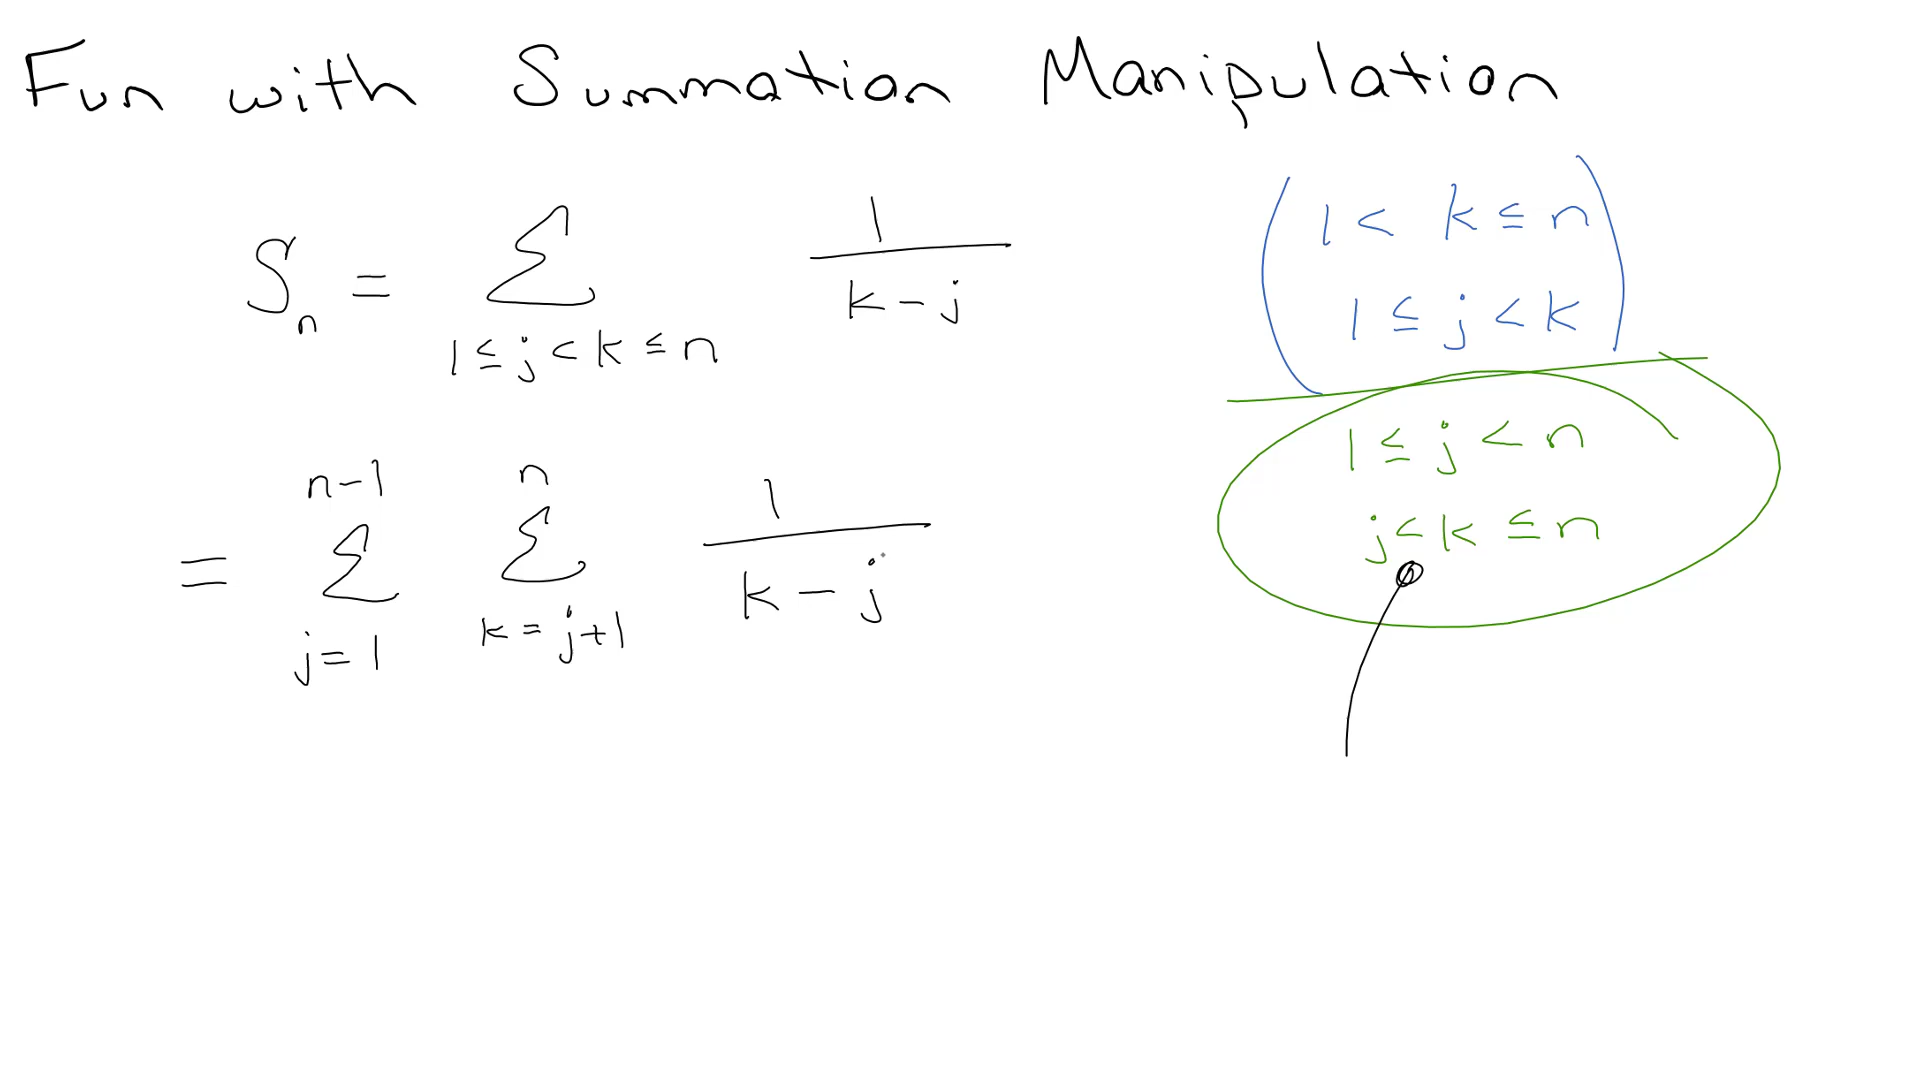 Fun with Summation Manipulation
S_n = Σ_{1 ≤ j < k ≤ n} 1/(k - j)
= Σ_{j=1}^{n-1} Σ_{k=j+1}^{n} 1/(k - j)
(1 < k ≤ n
1 ≤ j < k)
1 ≤ j < n
j < k ≤ n